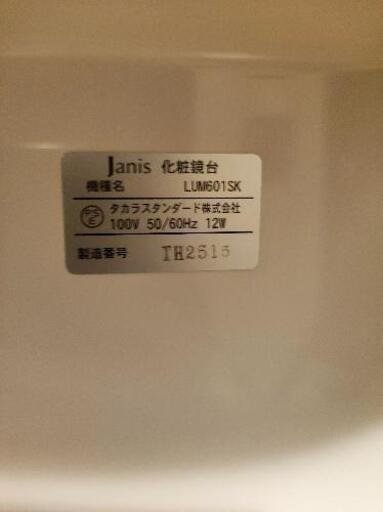 Janis 化粧鏡台
機種名 LUM601SK
PSE タカラスタンダード株式会社
100V 50/60Hz 12W
製造番号 TH2515